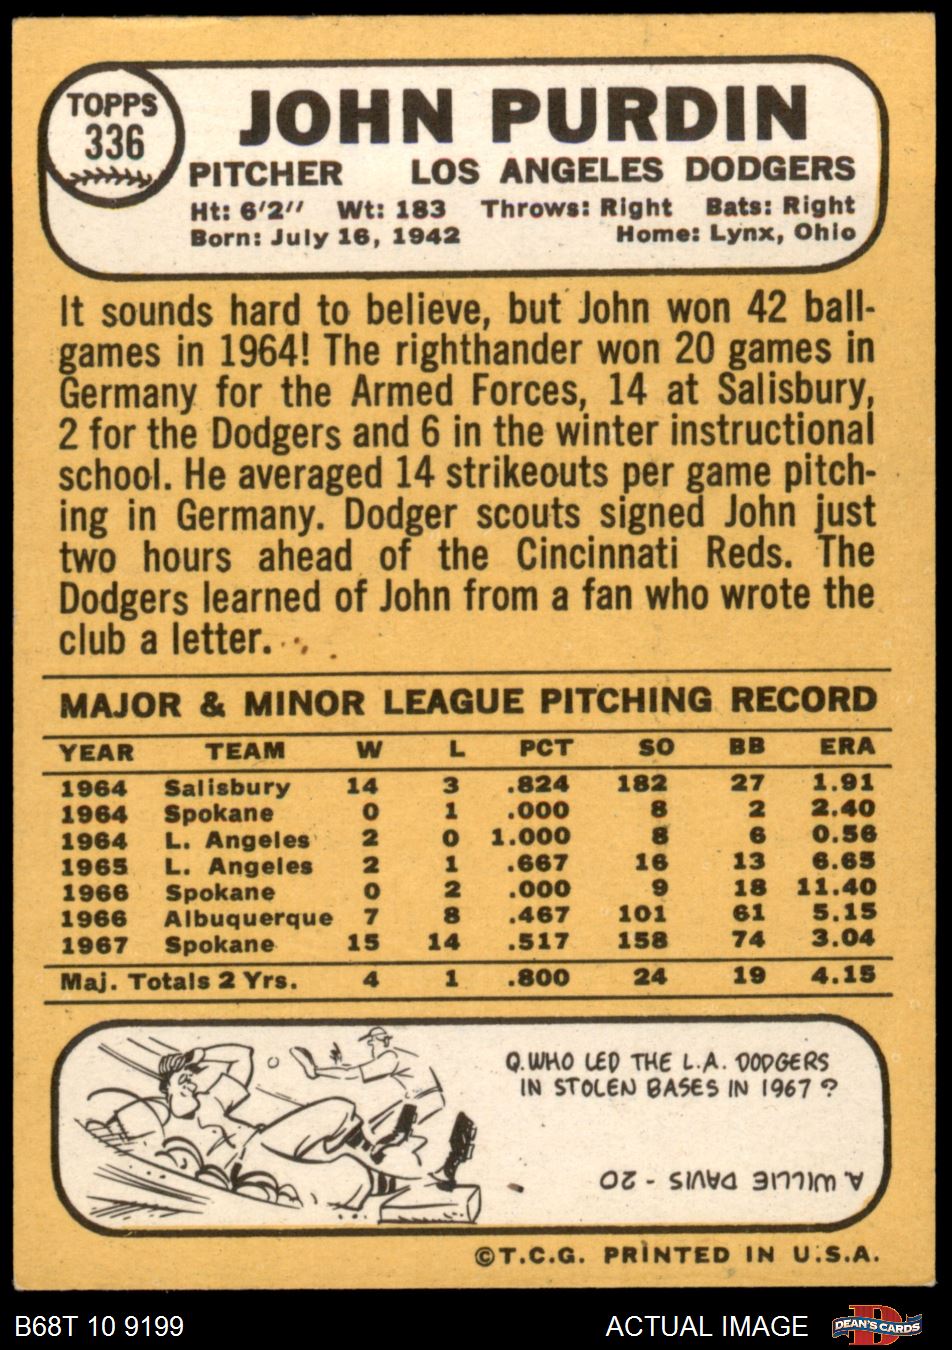 TOPPS
336
JOHN PURDIN
PITCHER LOS ANGELES DODGERS
Ht: 6'2" Wt: 183 Throws: Right Bats: Right
Born: July 16, 1942 Home: Lynx, Ohio
It sounds hard to believe, but John won 42 ball-
games in 1964! The righthander won 20 games in
Germany for the Armed Forces, 14 at Salisbury,
2 for the Dodgers and 6 in the winter instructional
school. He averaged 14 strikeouts per game pitch-
ing in Germany. Dodger scouts signed John just
two hours ahead of the Cincinnati Reds. The
Dodgers learned of John from a fan who wrote the
club a letter.
MAJOR & MINOR LEAGUE PITCHING RECORD
YEAR TEAM W L PCT SO BB ERA
1964 Salisbury 14 3 .824 182 27 1.91
1964 Spokane 0 1 .000 8 2 2.40
1964 L. Angeles 2 0 1.000 8 6 0.56
1965 L. Angeles 2 1 .667 16 13 6.65
1966 Spokane 0 2 .000 9 18 11.40
1966 Albuquerque 7 8 .467 101 61 5.15
1967 Spokane 15 14 .517 158 74 3.04
Maj. Totals 2 Yrs. 4 1 .800 24 19 4.15
Q. WHO LED THE L.A. DODGERS
IN STOLEN BASES IN 1967?
A. WILLIE DAVIS - 20
©T.C.G. PRINTED IN U.S.A.
B68T 10 9199 ACTUAL IMAGE
DEAN'S CARDS